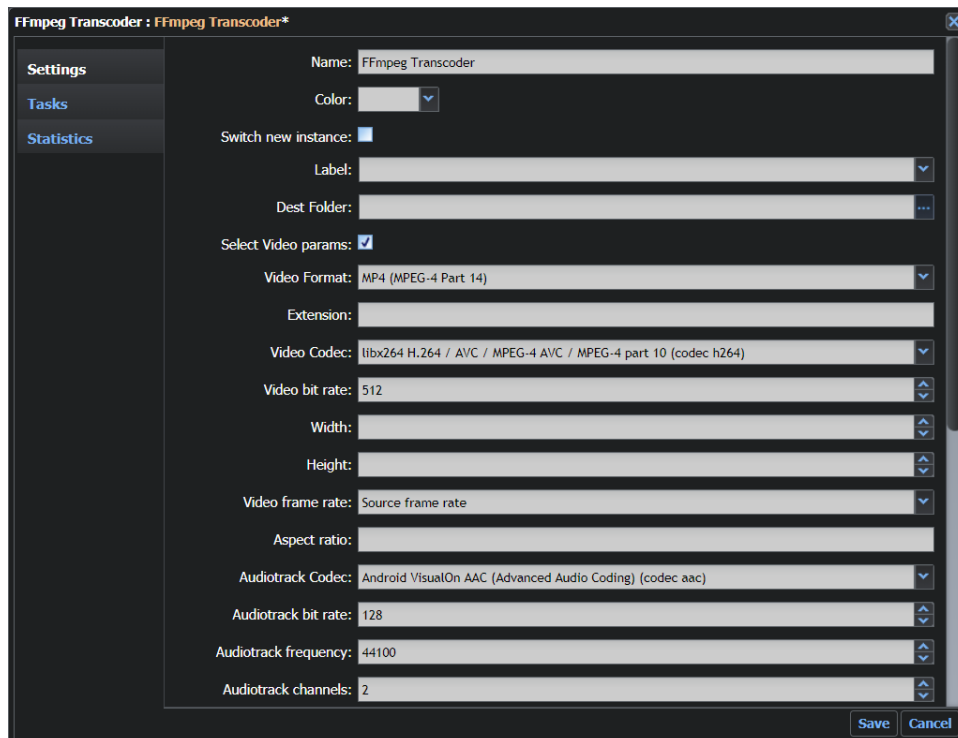 FFmpeg Transcoder : FFmpeg Transcoder*
Settings
Tasks
Statistics
Name: FFmpeg Transcoder
Color:
Switch new instance:
Label:
Dest Folder:
...
Select Video params:
Video Format: MP4 (MPEG-4 Part 14)
Extension:
Video Codec: libx264 H.264 / AVC / MPEG-4 AVC / MPEG-4 part 10 (codec h264)
Video bit rate: 512
Width:
Height:
Video frame rate: Source frame rate
Aspect ratio:
Audiotrack Codec: Android VisualOn AAC (Advanced Audio Coding) (codec aac)
Audiotrack bit rate: 128
Audiotrack frequency: 44100
Audiotrack channels: 2
Save Cancel